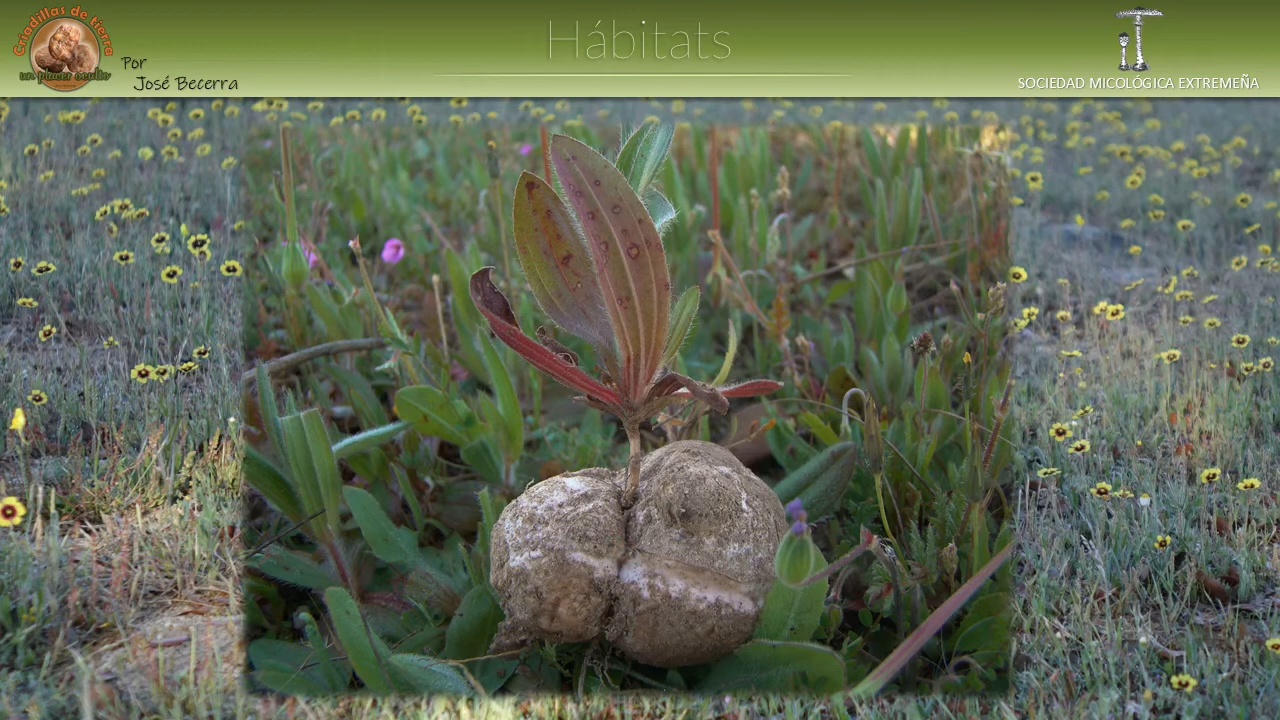 Hábitats
Criadillas de tierra
un placer oculto
Por
José Becerra
SOCIEDAD MICOLÓGICA EXTREMEÑA